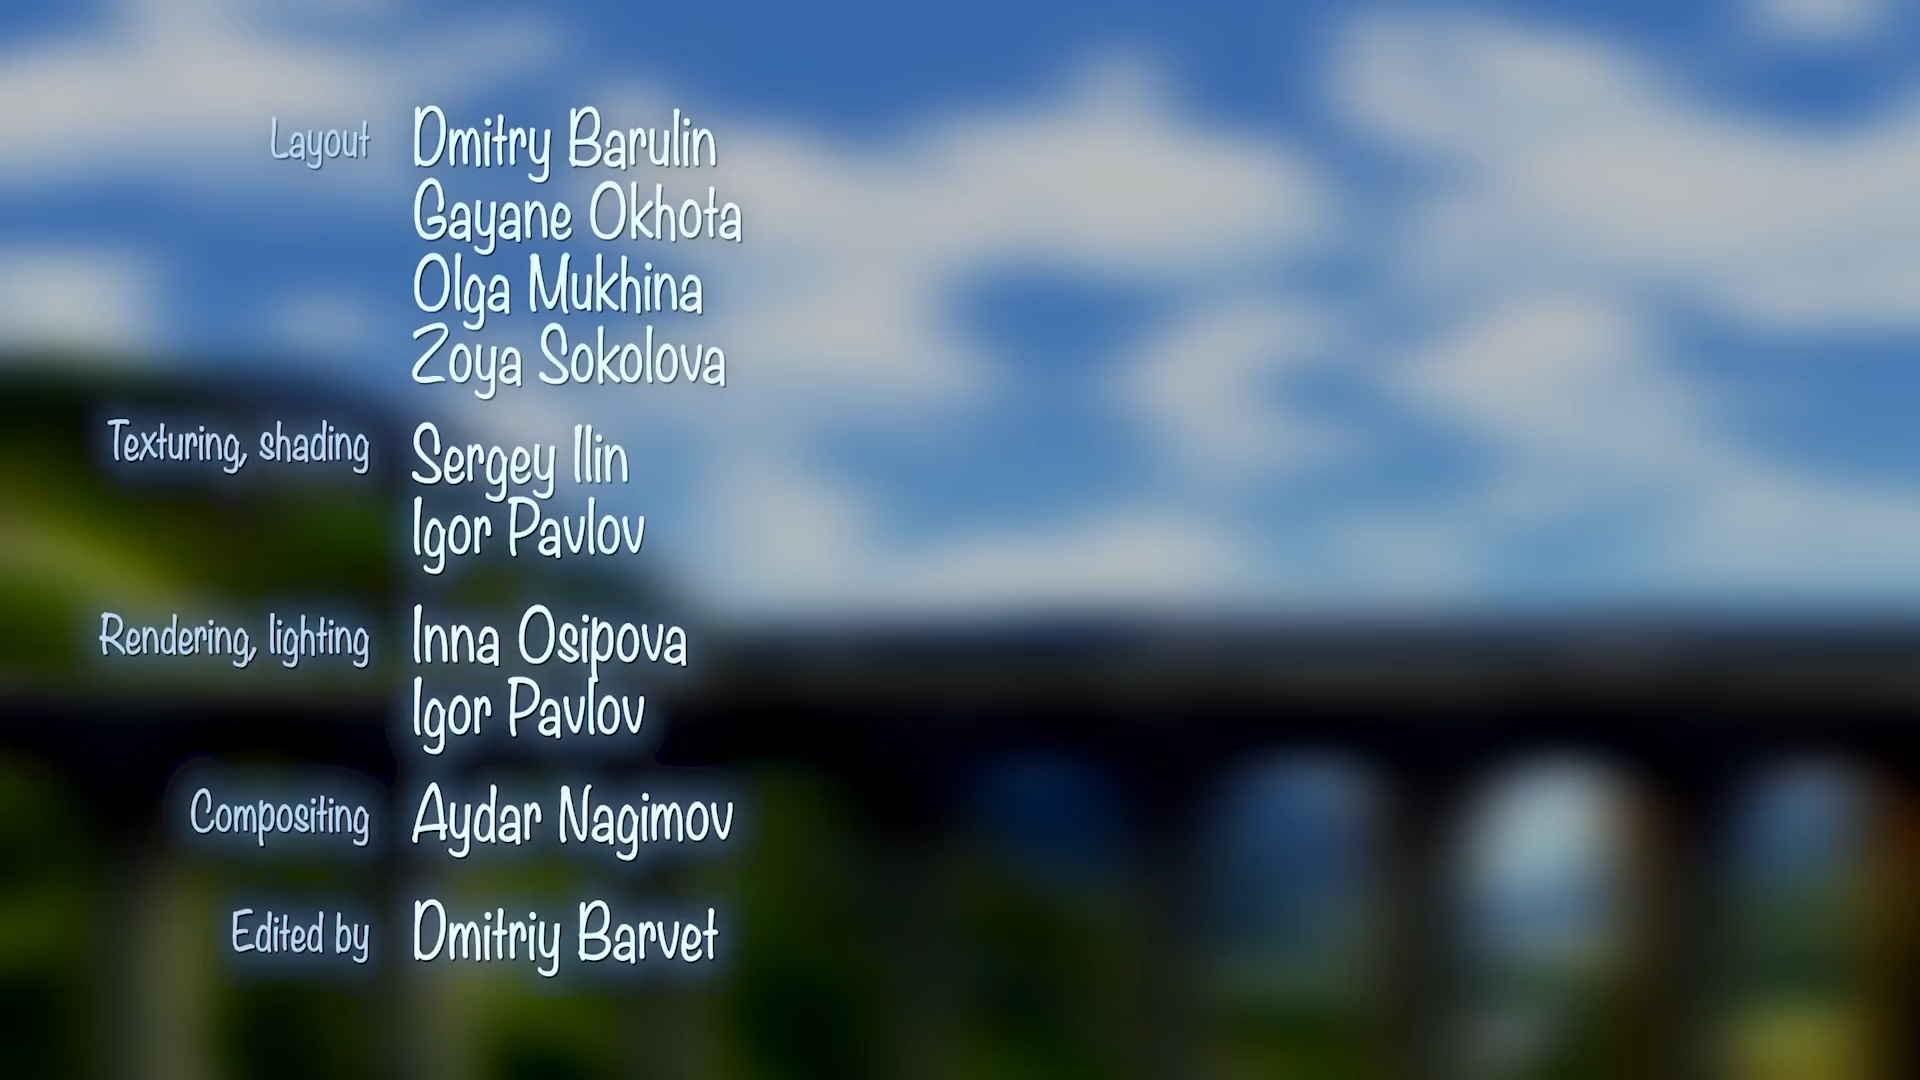 Layout Dmitry Barulin
Gayane Okhota
Olga Mukhina
Zoya Sokolova
Texturing, shading Sergey Ilin
Igor Pavlov
Rendering, lighting Inna Osipova
Igor Pavlov
Compositing Aydar Nagimov
Edited by Dmitriy Barvet